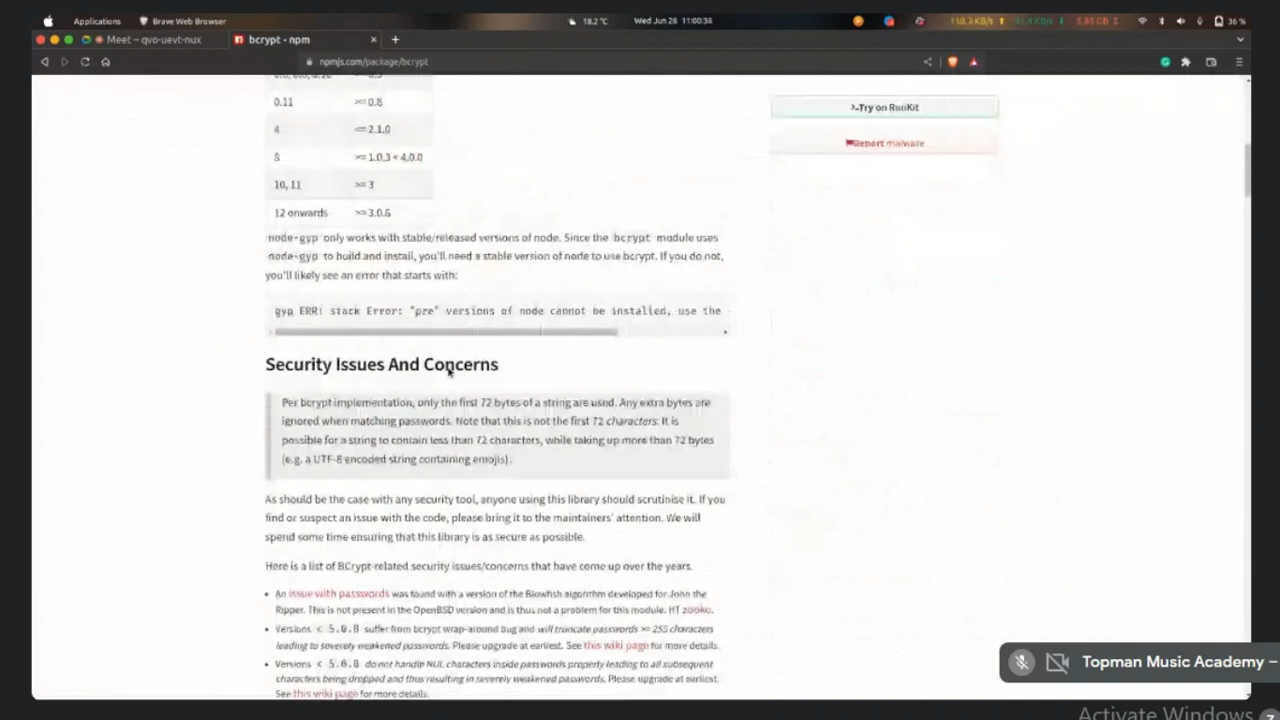 Applications
Brave Web Browser
18.2 °C
Wed Jun 28 11:00:38
36 %
Meet – qvo-uevt-nux
bcrypt - npm
npmjs.com/package/bcrypt
0.11 >=0.8
4 <=2.1.0
8 >=1.0.3 < 4.0.0
10, 11 >=3
12 onwards >=3.0.6
>_Try on RunKit
Report malware
node-gyp only works with stable/released versions of node. Since the bcrypt module uses
node-gyp to build and install, you'll need a stable version of node to use bcrypt. If you do not,
you'll likely see an error that starts with:
gyp ERR! stack Error: "pre" versions of node cannot be installed, use the
Security Issues And Concerns
Per bcrypt implementation, only the first 72 bytes of a string are used. Any extra bytes are
ignored when matching passwords. Note that this is not the first 72 characters. It is
possible for a string to contain less than 72 characters, while taking up more than 72 bytes
(e.g. a UTF-8 encoded string containing emojis).
As should be the case with any security tool, anyone using this library should scrutinise it. If you
find or suspect an issue with the code, please bring it to the maintainers' attention. We will
spend some time ensuring that this library is as secure as possible.
Here is a list of BCrypt-related security issues/concerns that have come up over the years.
An issue with passwords was found with a version of the Blowfish algorithm developed for John the
Ripper. This is not present in the OpenBSD version and is thus not a problem for this module. HT zooko.
Versions < 5.0.0 suffer from bcrypt wrap-around bug and will truncate passwords >= 255 characters
leading to severely weakened passwords. Please upgrade at earliest. See this wiki page for more details.
Versions < 5.0.0 do not handle NUL characters inside passwords properly leading to all subsequent
characters being dropped and thus resulting in severely weakened passwords. Please upgrade at earliest.
See this wiki page for more details.
Topman Music Academy –
Activate Windows